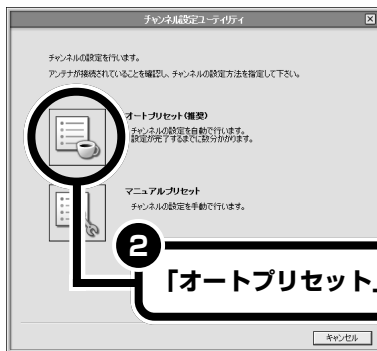 チャンネル設定ユーティリティ
チャンネルの設定を行います。
アンテナが接続されていることを確認し、チャンネルの設定方法を指定して下さい。
オートプリセット(推奨)
チャンネルの設定を自動で行います。
設定が完了するまでに数分かかります。
マニュアルプリセット
チャンネルの設定を手動で行います。
2
「オートプリセット」
キャンセル